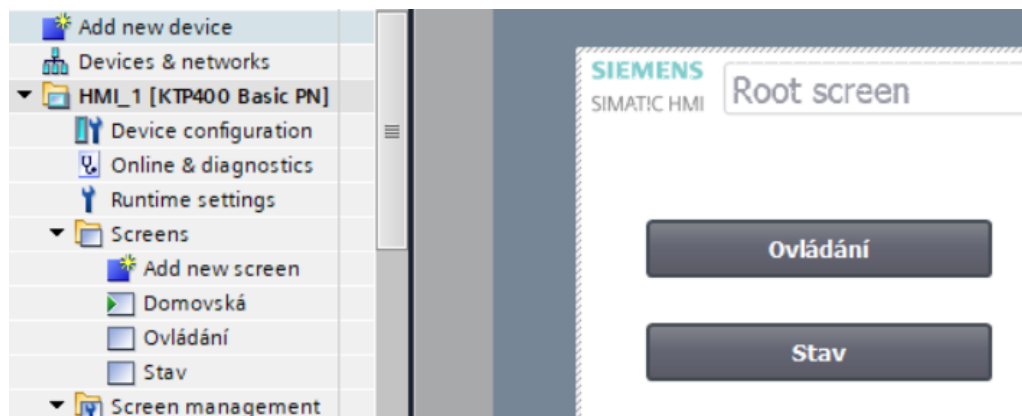 Add new device
Devices & networks
HMI_1 [KTP400 Basic PN]
Device configuration
Online & diagnostics
Runtime settings
Screens
Add new screen
Domovská
Ovládání
Stav
Screen management
SIEMENS
SIMATIC HMI
Root screen
Ovládání
Stav